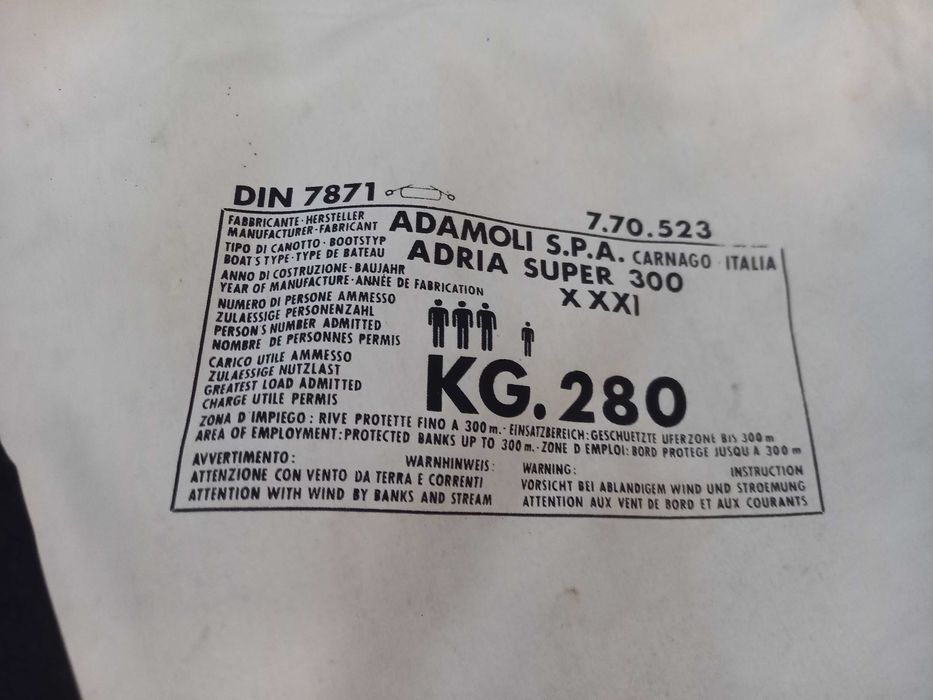 DIN 7871
7.70.523
FABRICANTE · HERSTELLER
MANUFACTURER · FABRICANT
ADAMOLI S.P.A. CARNAGO ITALIA
TIPO DI CANOTTO · BOOTSTYP
BOAT'S TYPE · TYPE DE BATEAU
ADRIA SUPER 300
ANNO DI COSTRUZIONE · BAUJAHR
YEAR OF MANUFACTURE · ANNÉE DE FABRICATION
X XXI
NUMERO DI PERSONE AMMESSO
ZULAESSIGE PERSONENZAHL
PERSON'S NUMBER ADMITTED
NOMBRE DE PERSONNES PERMIS
CARICO UTILE AMMESSO
ZULAESSIGE NUTZLAST
GREATEST LOAD ADMITTED
CHARGE UTILE PERMIS
KG. 280
ZONA D'IMPIEGO : RIVE PROTETTE FINO A 300 m. · EINSATZBEREICH : GESCHUETZTE UFERZONE BIS 300 m
AREA OF EMPLOYMENT : PROTECTED BANKS UP TO 300 m. · ZONE D EMPLOI : BORD PROTEGE JUSQU A 300 m
AVVERTIMENTO : WARNHINWEIS : WARNING : INSTRUCTION
ATTENZIONE CON VENTO DA TERRA E CORRENTI
VORSICHT BEI ABLANDIGEM WIND UND STROEMUNG
ATTENTION WITH WIND BY BANKS AND STREAM
ATTENTION AUX VENT DE BORD ET AUX COURANTS